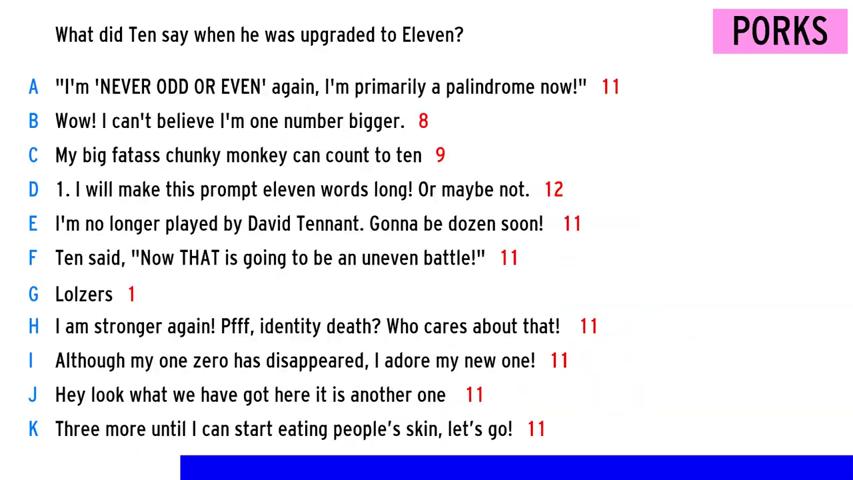 What did Ten say when he was upgraded to Eleven?
PORKS
A "I'm 'NEVER ODD OR EVEN' again, I'm primarily a palindrome now!" 11
B Wow! I can't believe I'm one number bigger. 8
C My big fatass chunky monkey can count to ten 9
D 1. I will make this prompt eleven words long! Or maybe not. 12
E I'm no longer played by David Tennant. Gonna be dozen soon! 11
F Ten said, "Now THAT is going to be an uneven battle!" 11
G Lolzers 1
H I am stronger again! Pfff, identity death? Who cares about that! 11
I Although my one zero has disappeared, I adore my new one! 11
J Hey look what we have got here it is another one 11
K Three more until I can start eating people's skin, let's go! 11